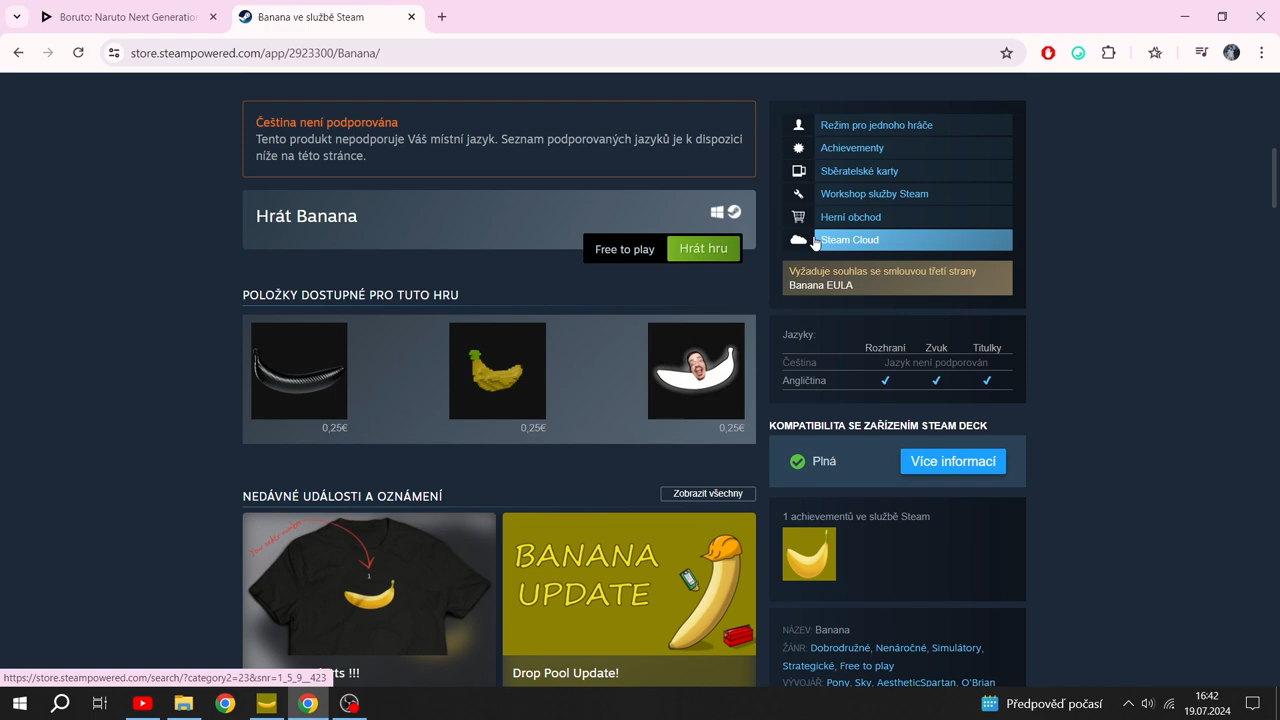 Boruto: Naruto Next Generation
Banana ve službě Steam
store.steampowered.com/app/2923300/Banana/
Čeština není podporována
Tento produkt nepodporuje Váš místní jazyk. Seznam podporovaných jazyků je k dispozici
níže na této stránce.
Hrát Banana
Free to play
Hrát hru
POLOŽKY DOSTUPNÉ PRO TUTO HRU
0,25€
0,25€
0,25€
NEDÁVNÉ UDÁLOSTI A OZNÁMENÍ
Zobrazit všechny
1
BANANA
UPDATE
ts !!!
Drop Pool Update!
Režim pro jednoho hráče
Achievementy
Sběratelské karty
Workshop služby Steam
Herní obchod
Steam Cloud
Vyžaduje souhlas se smlouvou třetí strany
Banana EULA
Jazyky:
Rozhraní Zvuk Titulky
Čeština Jazyk není podporován
Angličtina ✔ ✔ ✔
KOMPATIBILITA SE ZAŘÍZENÍM STEAM DECK
Plná
Více informací
1 achievementů ve službě Steam
NÁZEV: Banana
ŽÁNR: Dobrodružné, Nenáročné, Simulátory,
Strategické, Free to play
VÝVOJÁŘ: Pony, Sky, AestheticSpartan, O'Brian
https://store.steampowered.com/search/?category2=23&snr=1_5_9__423
Předpověď počasí
16:42
19.07.2024